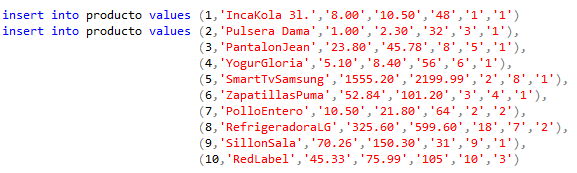 insert into producto values (1,'IncaKola 3l.','8.00','10.50','48','1','1')
insert into producto values (2,'Pulsera Dama','1.00','2.30','32','3','1'),
(3,'PantalonJean','23.80','45.78','8','5','1'),
(4,'YogurGloria','5.10','8.40','56','6','1'),
(5,'SmartTvSamsung','1555.20','2199.99','2','8','1'),
(6,'ZapatillasPuma','52.84','101.20','3','4','1'),
(7,'PolloEntero','10.50','21.80','64','2','2'),
(8,'RefrigeradoraLG','325.60','599.60','18','7','2'),
(9,'SillonSala','70.26','150.30','31','9','1'),
(10,'RedLabel','45.33','75.99','105','10','3')